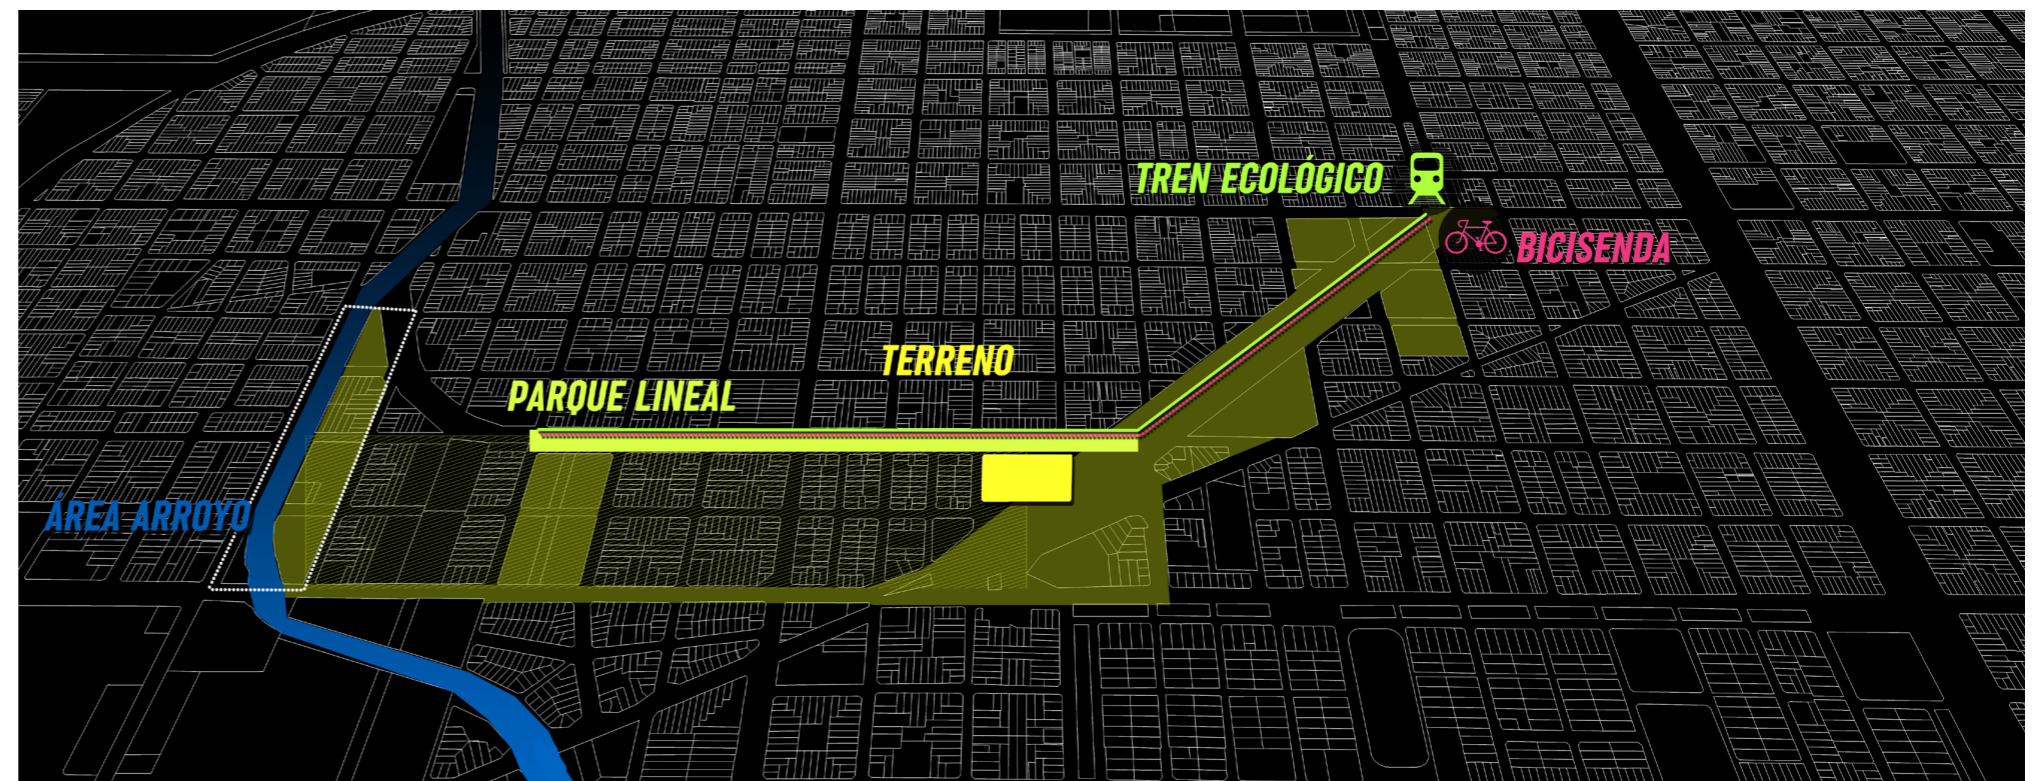 TREN ECOLÓGICO
BICISENDA
TERRENO
PARQUE LINEAL
ÁREA ARROYO